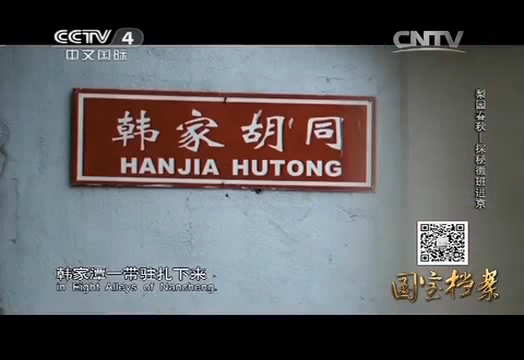 CCTV 4
中文国际
CNTV
韩家胡同
HANJIA HUTONG
梨园春秋—探秘徽班进京
国宝档案
韩家潭一带驻扎下来
in Eight Alleys of Nancheng.